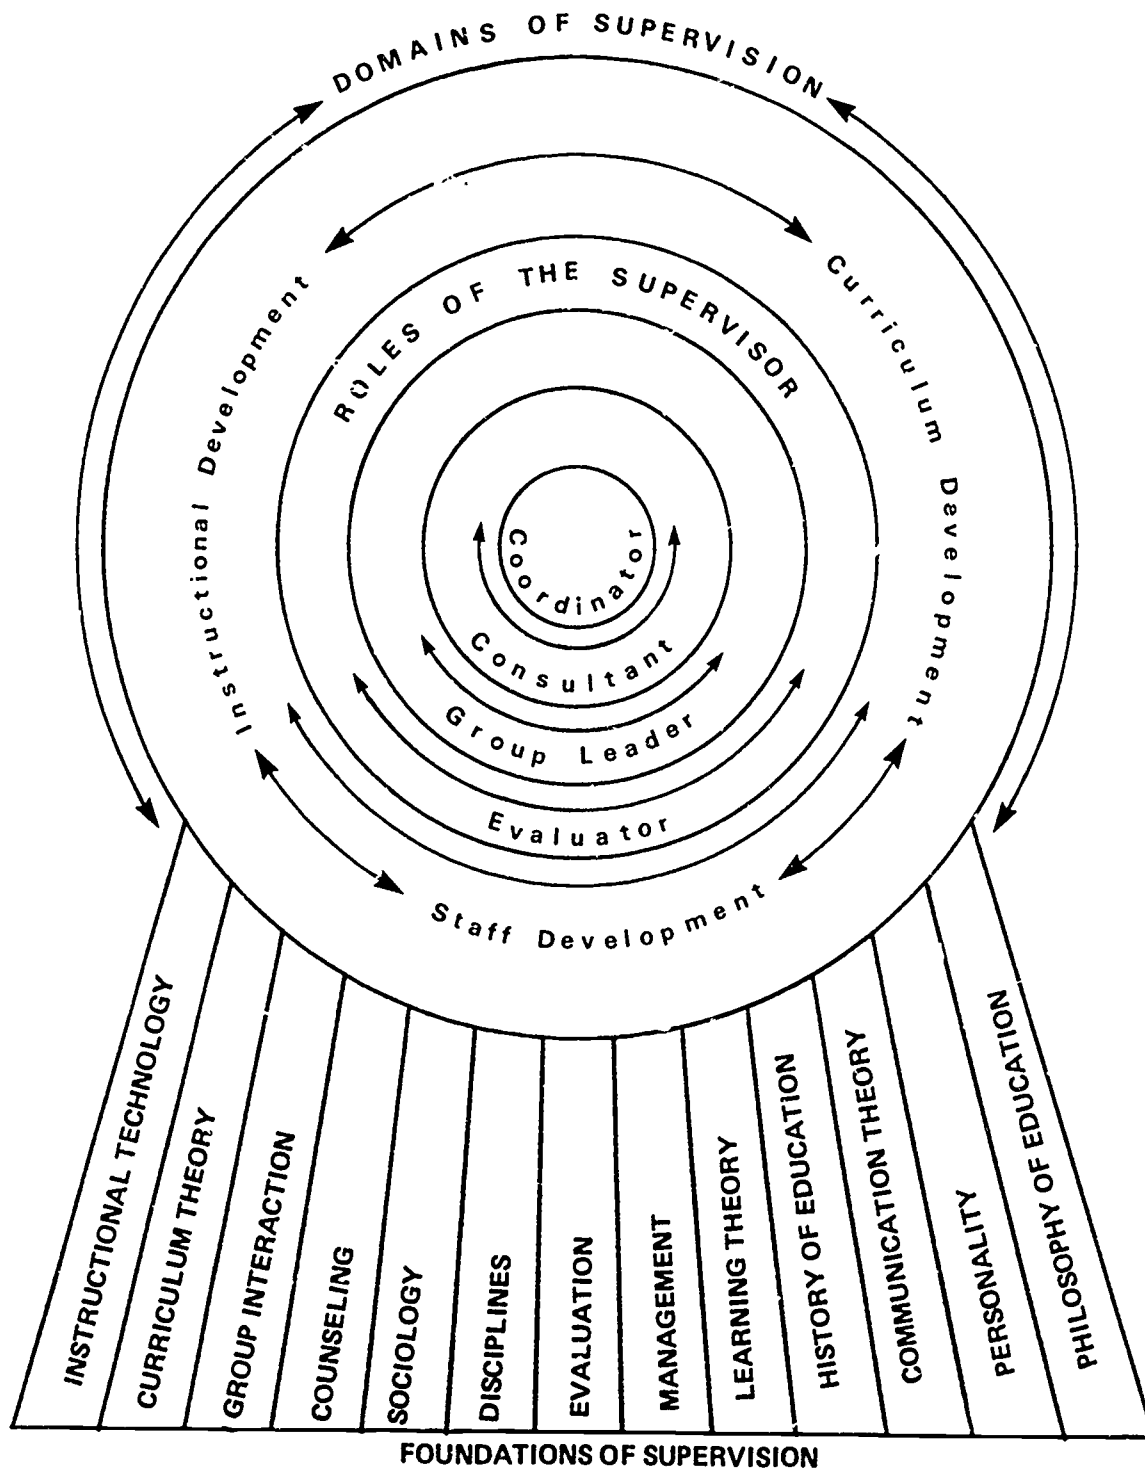 DOMAINS OF SUPERVISION
Instructional Development
Curriculum Development
ROLES OF THE SUPERVISOR
Coordinator
Consultant
Group Leader
Evaluator
Staff Development
INSTRUCTIONAL TECHNOLOGY
CURRICULUM THEORY
GROUP INTERACTION
COUNSELING
SOCIOLOGY
DISCIPLINES
EVALUATION
MANAGEMENT
LEARNING THEORY
HISTORY OF EDUCATION
COMMUNICATION THEORY
PERSONALITY
PHILOSOPHY OF EDUCATION
FOUNDATIONS OF SUPERVISION